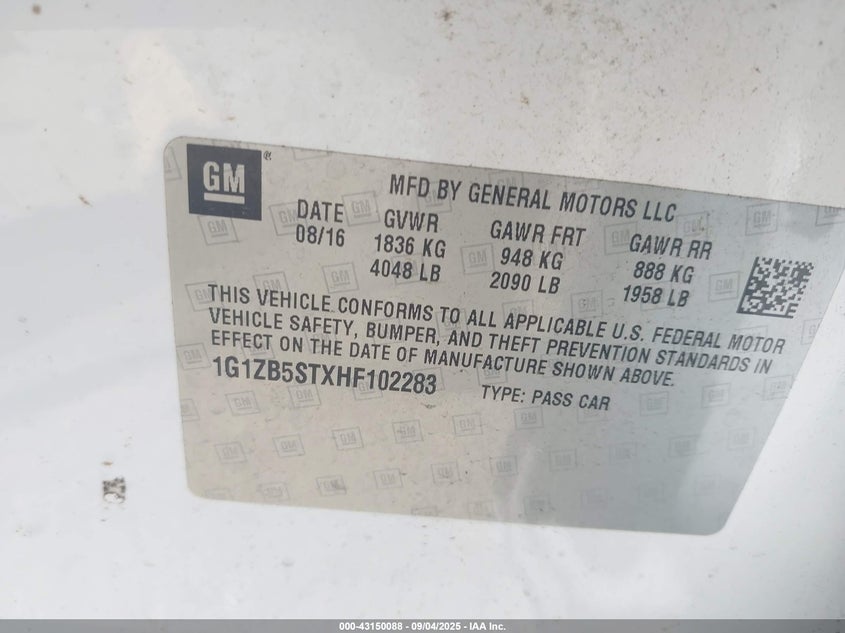 GM®
MFD BY GENERAL MOTORS LLC
DATE GVWR GAWR FRT GAWR RR
08/16 1836 KG 948 KG 888 KG
4048 LB 2090 LB 1958 LB
THIS VEHICLE CONFORMS TO ALL APPLICABLE U.S. FEDERAL MOTOR
VEHICLE SAFETY, BUMPER, AND THEFT PREVENTION STANDARDS IN
EFFECT ON THE DATE OF MANUFACTURE SHOWN ABOVE.
1G1ZB5STXHF102283 TYPE: PASS CAR
000-43150088 - 09/04/2025 - IAA Inc.